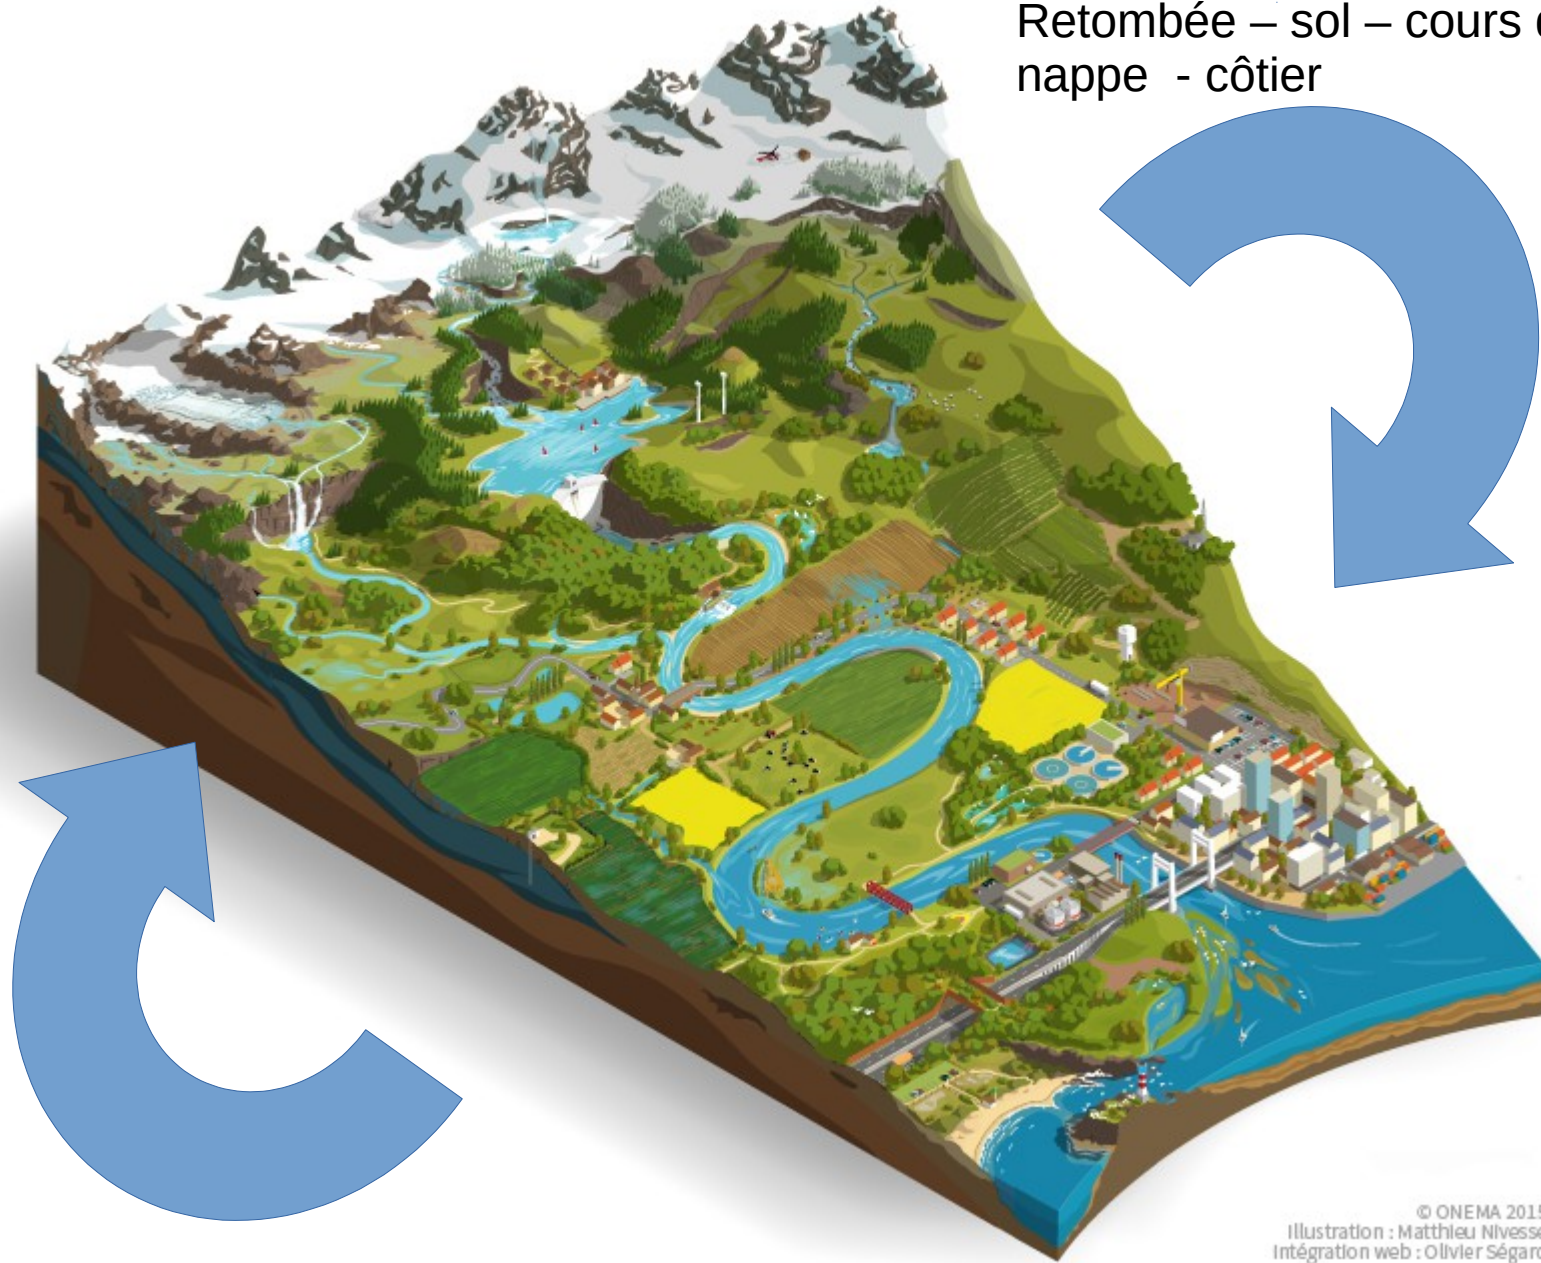 Retombée – sol – cours
nappe - côtier
© ONEMA 2015
Illustration : Matthieu Nivesse
Intégration web : Olivier Ségard